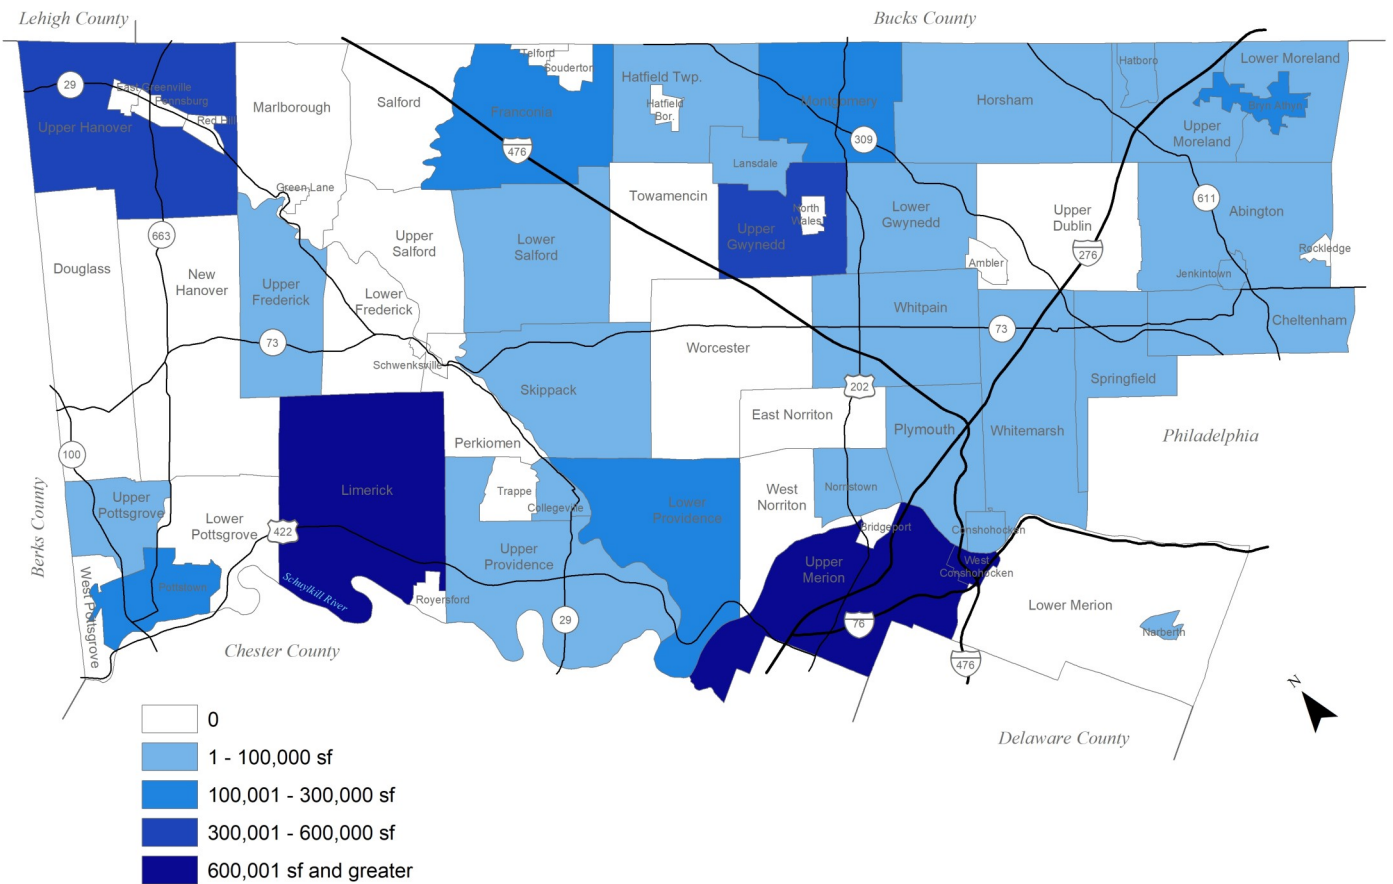 Lehigh County
Bucks County
Telford
Souderton
Hatfield Twp.
Hatboro
Lower Moreland
29
East Greenville
Pennsburg
Red Hill
Upper Hanover
Marlborough
Salford
Franconia
Hatfield
Bor.
Montgomery
Horsham
Bryn Athyn
Upper
Moreland
476
309
Lansdale
Green Lane
Towamencin
North
Wales
Upper
Gwynedd
Lower
Gwynedd
Upper
Dublin
611
Abington
663
Upper
Salford
Lower
Salford
276
Rockledge
Ambler
Jenkintown
Douglass
New
Hanover
Upper
Frederick
Lower
Frederick
Whitpain
73
Cheltenham
73
Schwenksville
Worcester
Skippack
202
Springfield
East Norriton
Plymouth
Whitemarsh
Philadelphia
Perkiomen
100
Berks County
Upper
Pottsgrove
Lower
Pottsgrove
Limerick
Trappe
Collegeville
Lower
Providence
West
Norriton
Norristown
422
Bridgeport
Conshohocken
West
Conshohocken
Upper
Providence
Upper
Merion
West Pottsgrove
Pottstown
Schuylkill River
Royersford
29
76
Lower Merion
Narberth
476
Chester County
Delaware County
N
0
1 - 100,000 sf
100,001 - 300,000 sf
300,001 - 600,000 sf
600,001 sf and greater